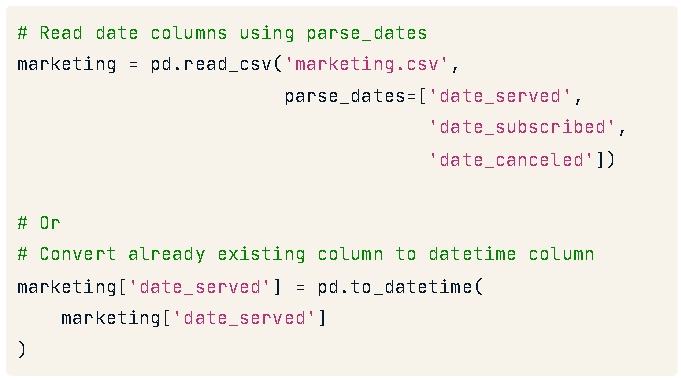 # Read date columns using parse_dates
marketing = pd.read_csv('marketing.csv',
                        parse_dates=['date_served',
                                     'date_subscribed',
                                     'date_canceled'])

# Or
# Convert already existing column to datetime column
marketing['date_served'] = pd.to_datetime(
    marketing['date_served']
)